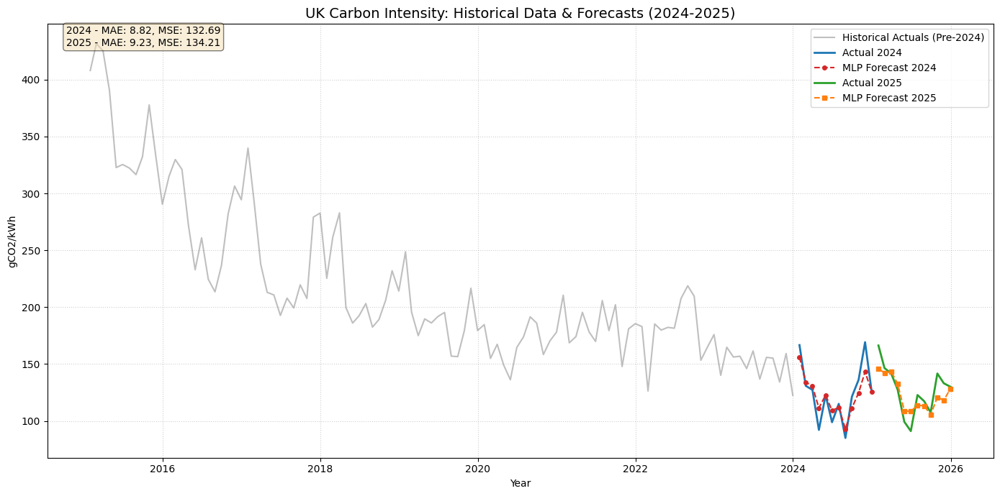 UK Carbon Intensity: Historical Data & Forecasts (2024-2025)
2024 - MAE: 8.82, MSE: 132.69
2025 - MAE: 9.23, MSE: 134.21
Historical Actuals (Pre-2024)
Actual 2024
MLP Forecast 2024
Actual 2025
MLP Forecast 2025
gCO2/kWh
400
350
300
250
200
150
100
2016
2018
2020
2022
2024
2026
Year